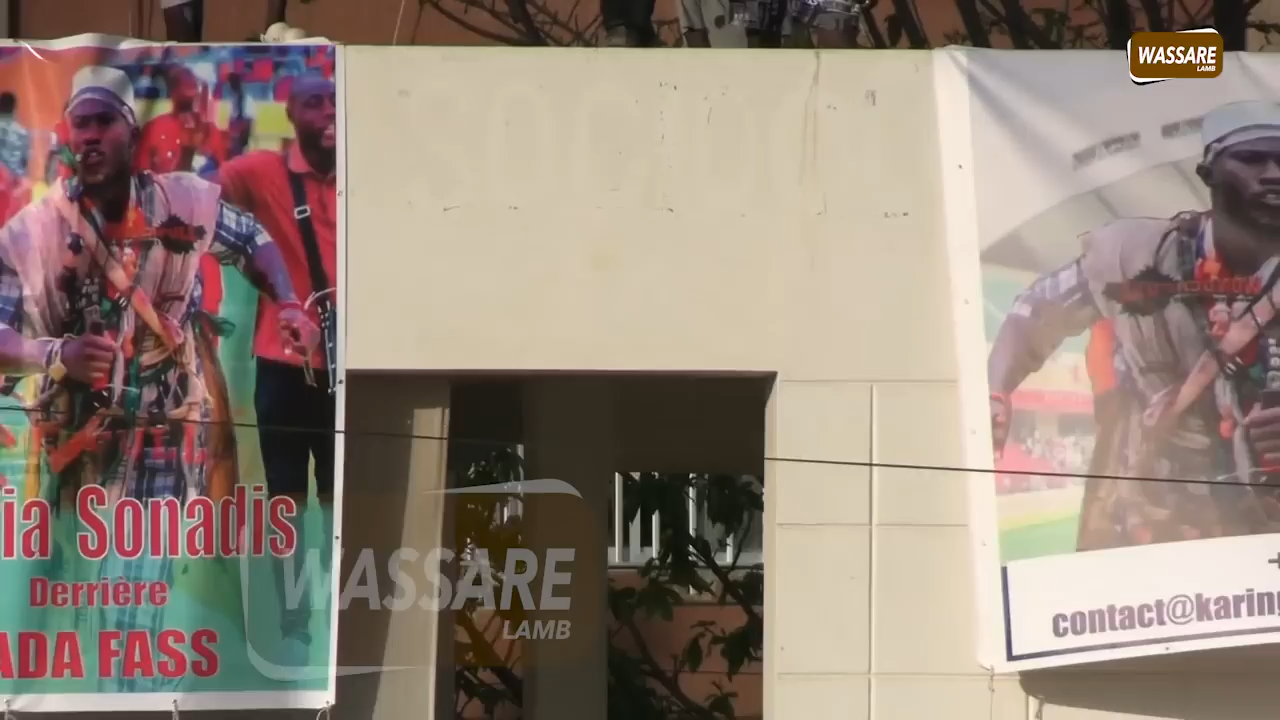 WASSARE
LAMB
ia Sonadis
Derrière
ADA FASS
WASSARE
LAMB
contact@karin